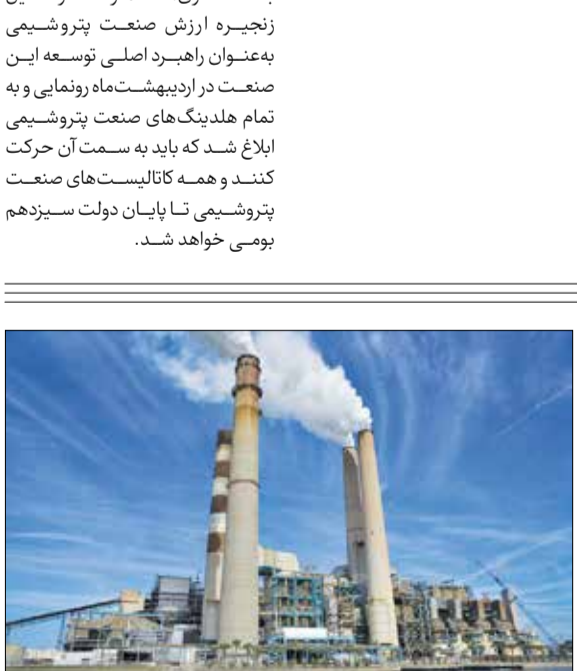 زنجیره ارزش صنعت پتروشیمی
به‌عنوان راهبرد اصلی توسعه این
صنعت در اردیبهشت‌ماه رونمایی و به
تمام هلدینگ‌های صنعت پتروشیمی
ابلاغ شد که باید به سمت آن حرکت
کنند و همه کاتالیست‌های صنعت
پتروشیمی تا پایان دولت سیزدهم
بومی خواهد شد.